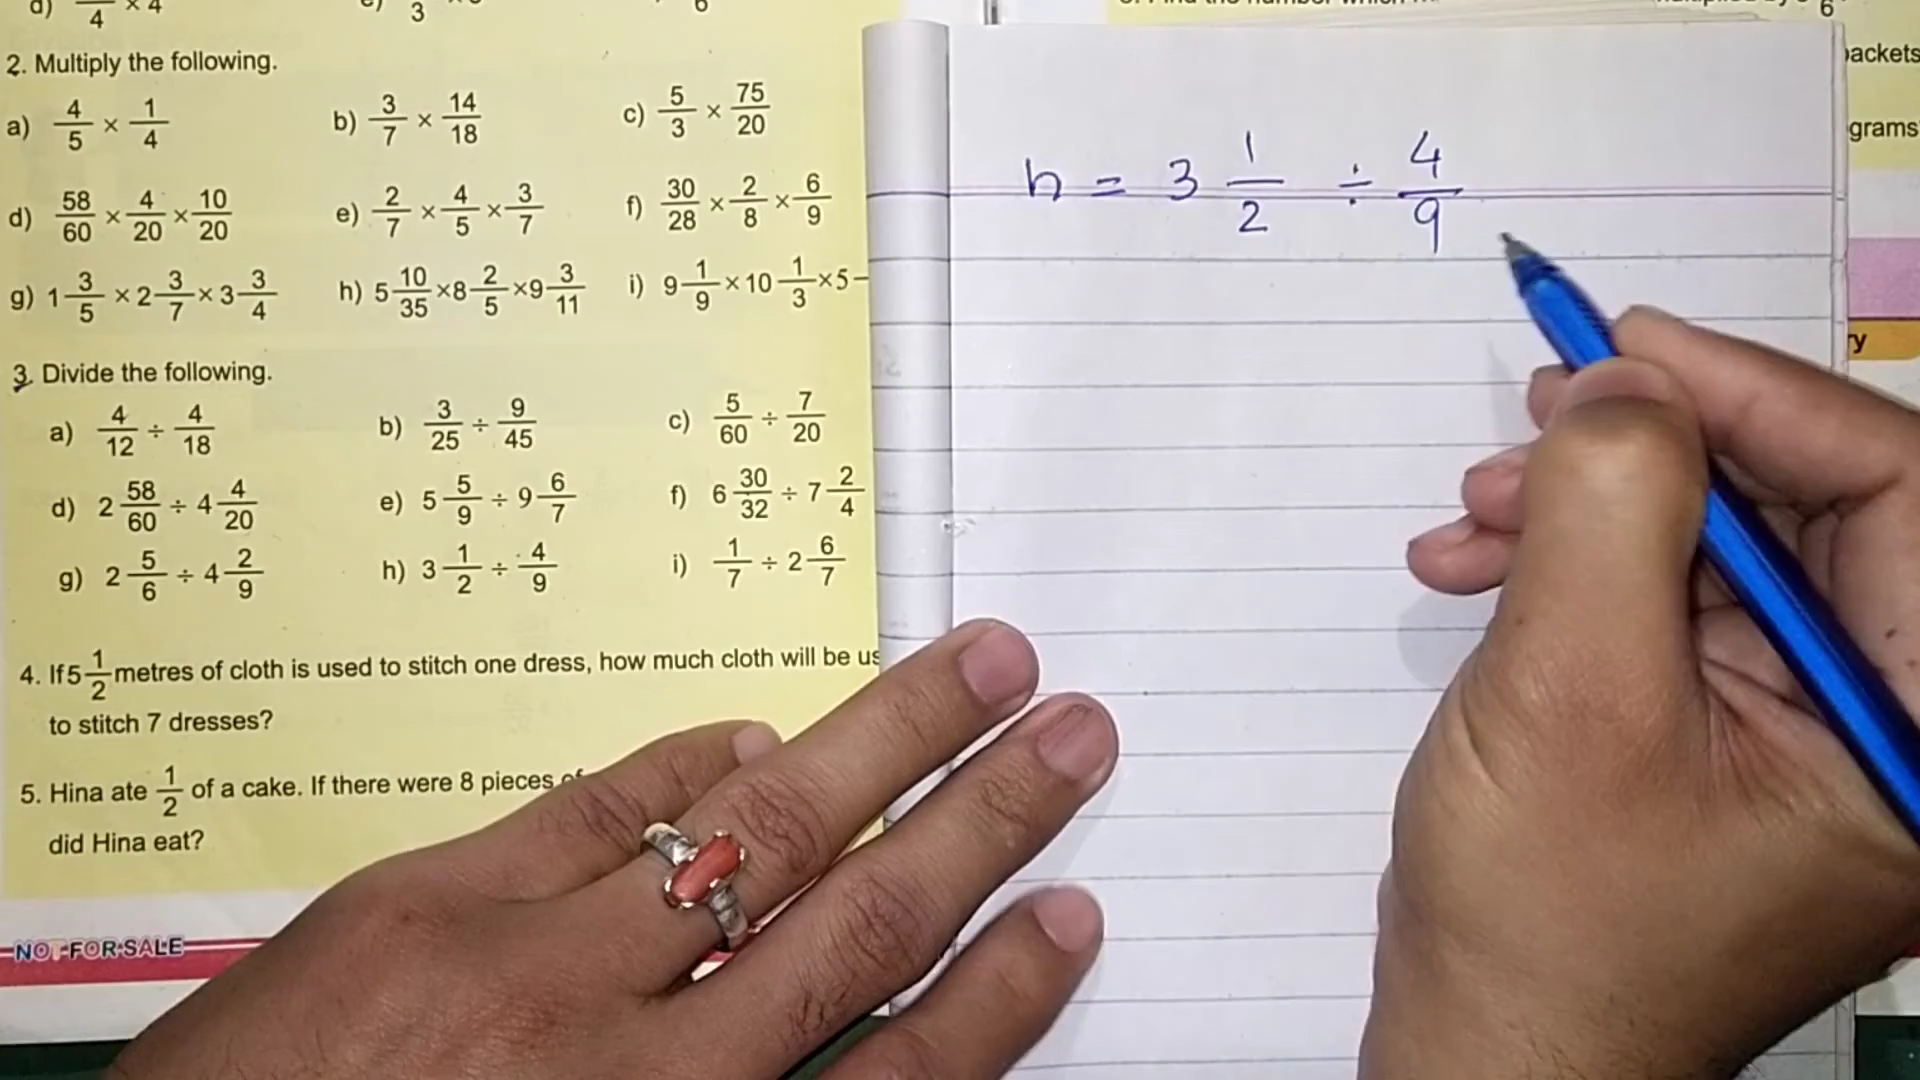 d) /4 × 4
3
6
2. Multiply the following.
a) 4/5 × 1/4 b) 3/7 × 14/18 c) 5/3 × 75/20
d) 58/60 × 4/20 × 10/20 e) 2/7 × 4/5 × 3/7 f) 30/28 × 2/8 × 6/9
g) 1 3/5 × 2 3/7 × 3 3/4 h) 5 10/35 × 8 2/5 × 9 3/11 i) 9 1/9 × 10 1/3 × 5
3. Divide the following.
a) 4/12 ÷ 4/18 b) 3/25 ÷ 9/45 c) 5/60 ÷ 7/20
d) 2 58/60 ÷ 4 4/20 e) 5 5/9 ÷ 9 6/7 f) 6 30/32 ÷ 7 2/4
g) 2 5/6 ÷ 4 2/9 h) 3 1/2 ÷ 4/9 i) 1/7 ÷ 2 6/7
4. If 5 1/2 metres of cloth is used to stitch one dress, how much cloth will be us
to stitch 7 dresses?
5. Hina ate 1/2 of a cake. If there were 8 pieces of
did Hina eat?
NOT FOR SALE
h = 3 1/2 ÷ 4/9
6
ackets
grams
ry